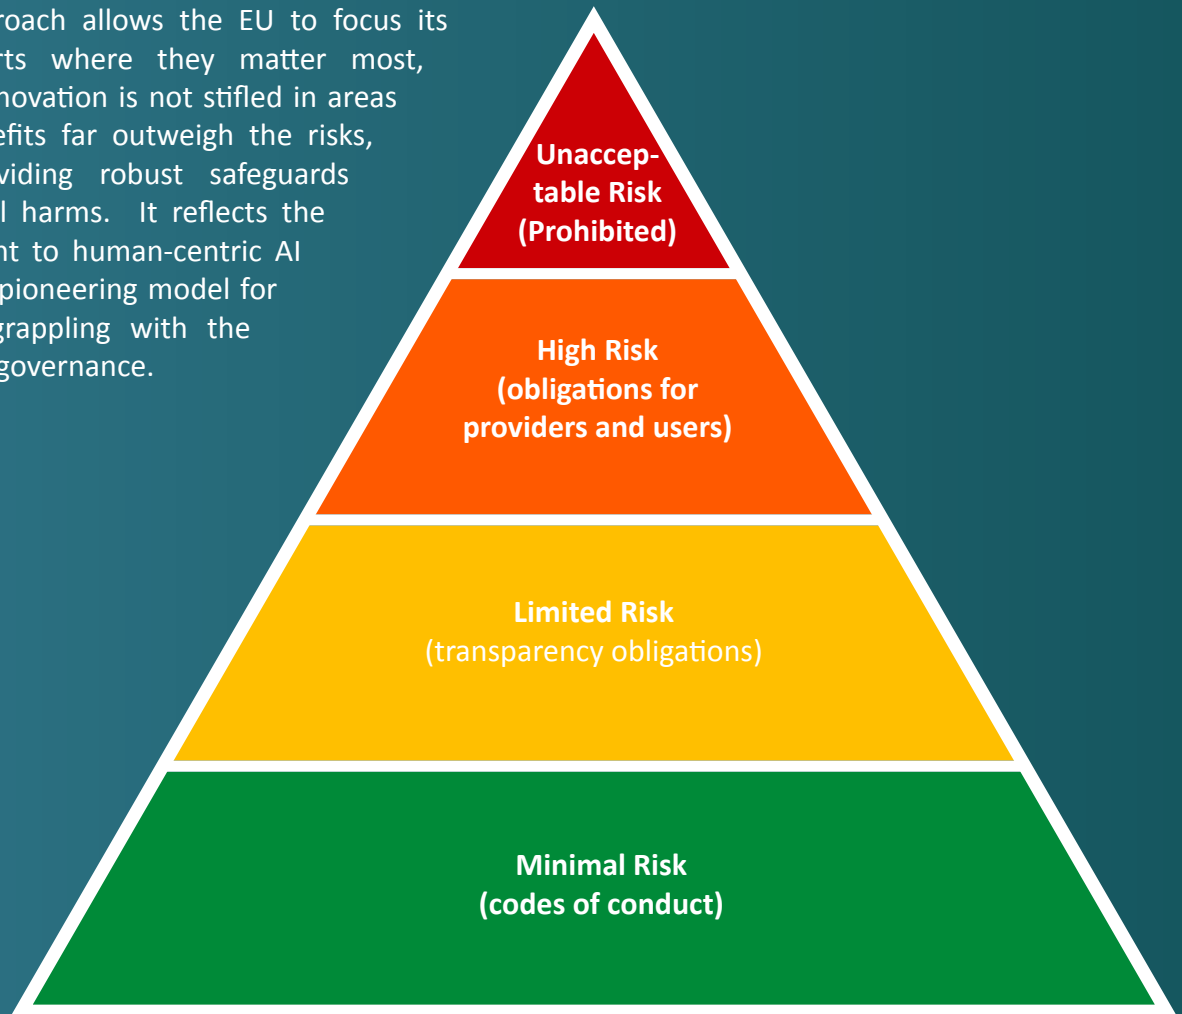 roach allows the EU to focus its
rts where they matter most,
novation is not stifled in areas
efits far outweigh the risks,
viding robust safeguards
l harms. It reflects the
nt to human-centric AI
pioneering model for
grappling with the
governance.
Unaccep-
table Risk
(Prohibited)
High Risk
(obligations for
providers and users)
Limited Risk
(transparency obligations)
Minimal Risk
(codes of conduct)